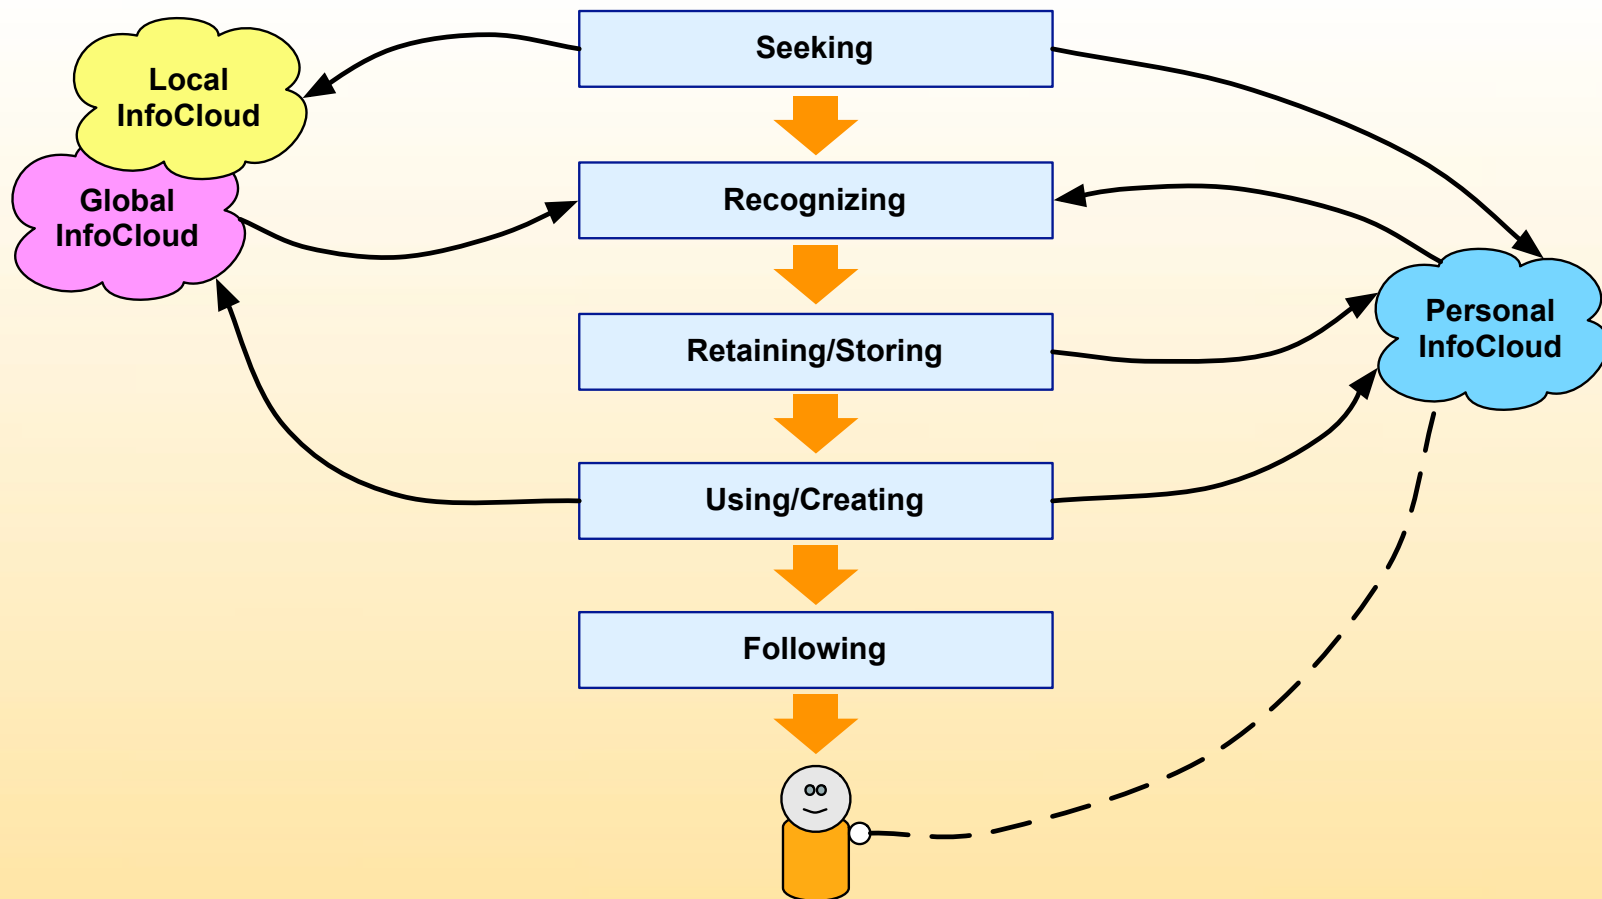 Seeking
Local
InfoCloud
Global
InfoCloud
Recognizing
Retaining/Storing
Personal
InfoCloud
Using/Creating
Following